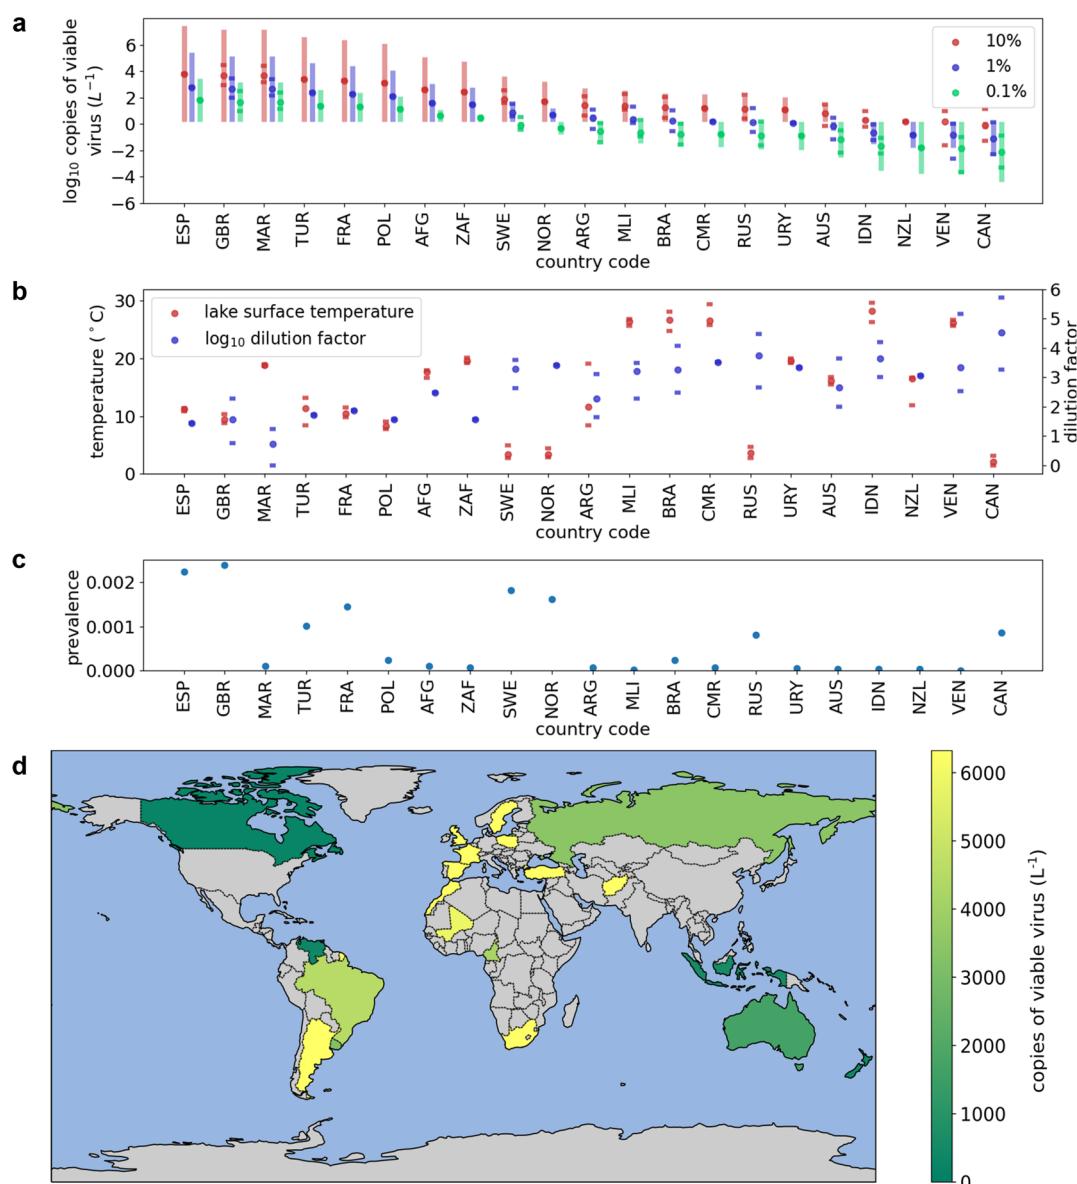 a
log10 copies of viable
virus (L−1)
6
4
2
0
−2
−4
−6
10%
1%
0.1%
ESP GBR MAR TUR FRA POL AFG ZAF SWE NOR ARG MLI BRA CMR RUS URY AUS IDN NZL VEN CAN
country code
b
temperature (°C)
30
20
10
0
lake surface temperature
log10 dilution factor
6
5
4
3
2
1
0
dilution factor
ESP GBR MAR TUR FRA POL AFG ZAF SWE NOR ARG MLI BRA CMR RUS URY AUS IDN NZL VEN CAN
country code
c
prevalence
0.002
0.001
0.000
ESP GBR MAR TUR FRA POL AFG ZAF SWE NOR ARG MLI BRA CMR RUS URY AUS IDN NZL VEN CAN
country code
d
6000
5000
4000
3000
2000
1000
0
copies of viable virus (L−1)